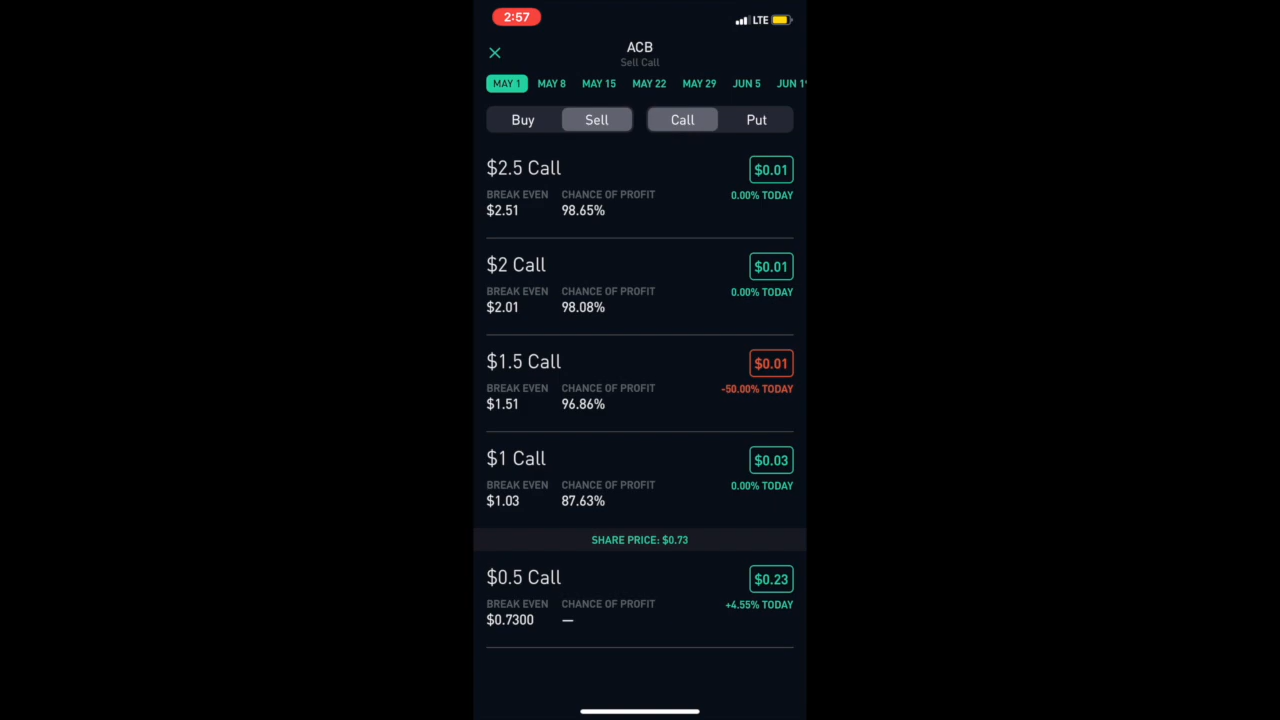 2:57 LTE
ACB
Sell Call
MAY 1 MAY 8 MAY 15 MAY 22 MAY 29 JUN 5 JUN 1
Buy Sell Call Put
$2.5 Call $0.01
BREAK EVEN CHANCE OF PROFIT 0.00% TODAY
$2.51 98.65%
$2 Call $0.01
BREAK EVEN CHANCE OF PROFIT 0.00% TODAY
$2.01 98.08%
$1.5 Call $0.01
BREAK EVEN CHANCE OF PROFIT -50.00% TODAY
$1.51 96.86%
$1 Call $0.03
BREAK EVEN CHANCE OF PROFIT 0.00% TODAY
$1.03 87.63%
SHARE PRICE: $0.73
$0.5 Call $0.23
BREAK EVEN CHANCE OF PROFIT +4.55% TODAY
$0.7300 —